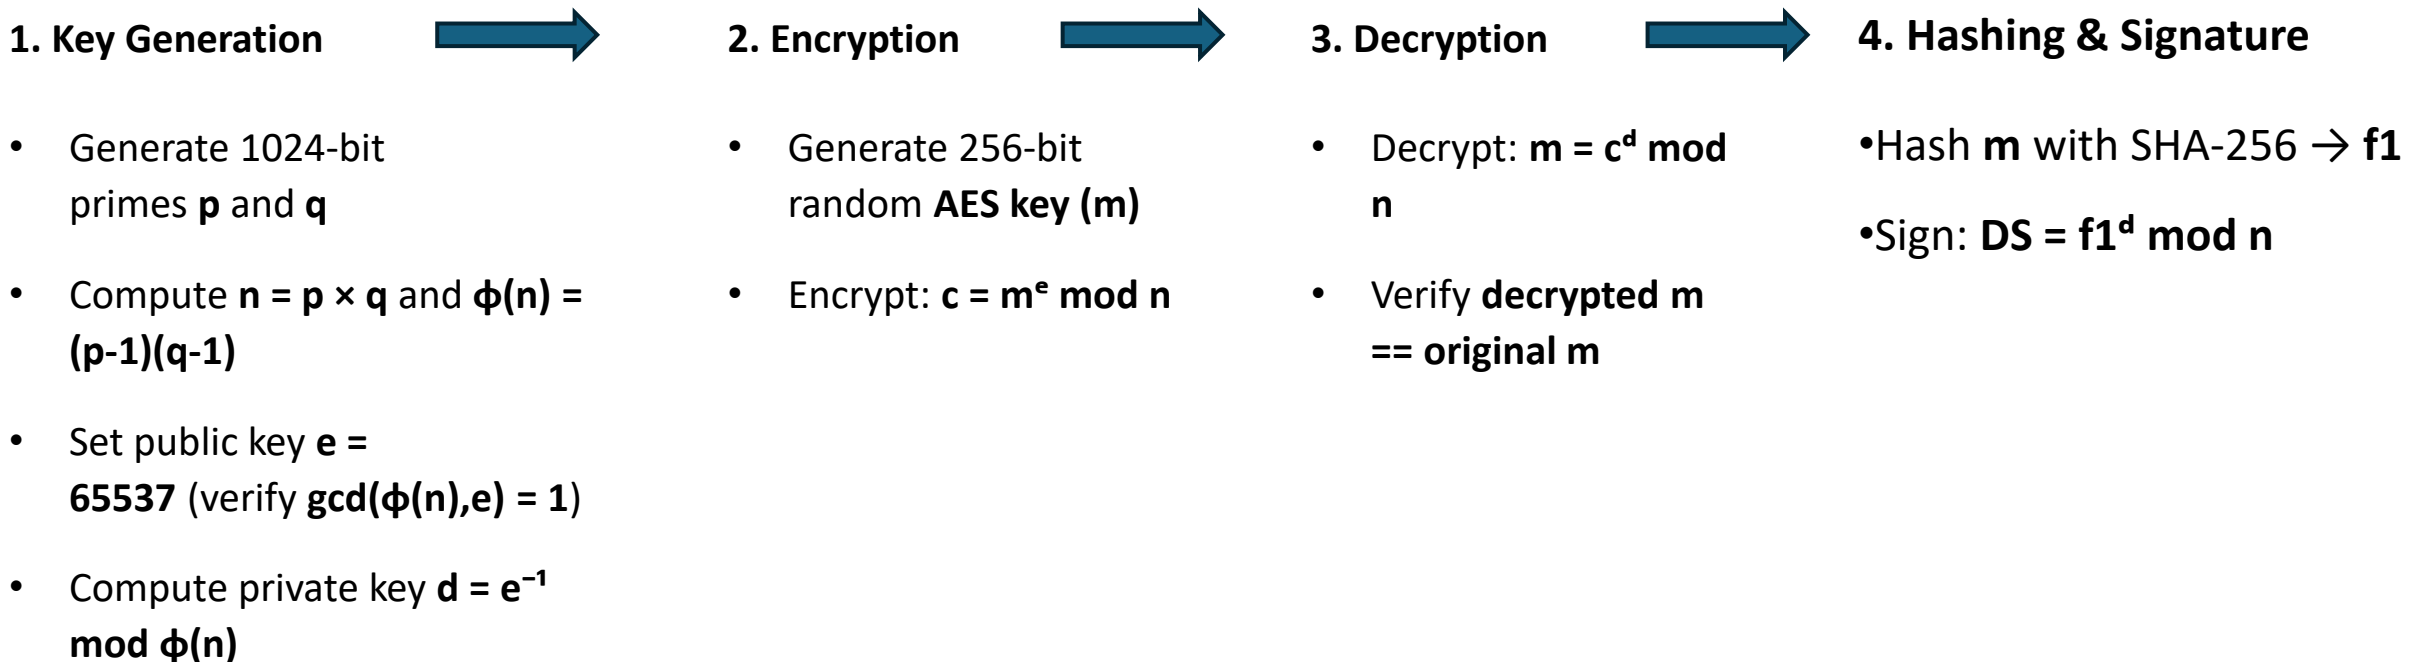 1. Key Generation
• Generate 1024-bit
primes p and q
• Compute n = p × q and ϕ(n) =
(p-1)(q-1)
• Set public key e =
65537 (verify gcd(ϕ(n),e) = 1)
• Compute private key d = e⁻¹
mod ϕ(n)
2. Encryption
• Generate 256-bit
random AES key (m)
• Encrypt: c = mᵉ mod n
3. Decryption
• Decrypt: m = cᵈ mod
n
• Verify decrypted m
== original m
4. Hashing & Signature
•Hash m with SHA-256 → f1
•Sign: DS = f1ᵈ mod n